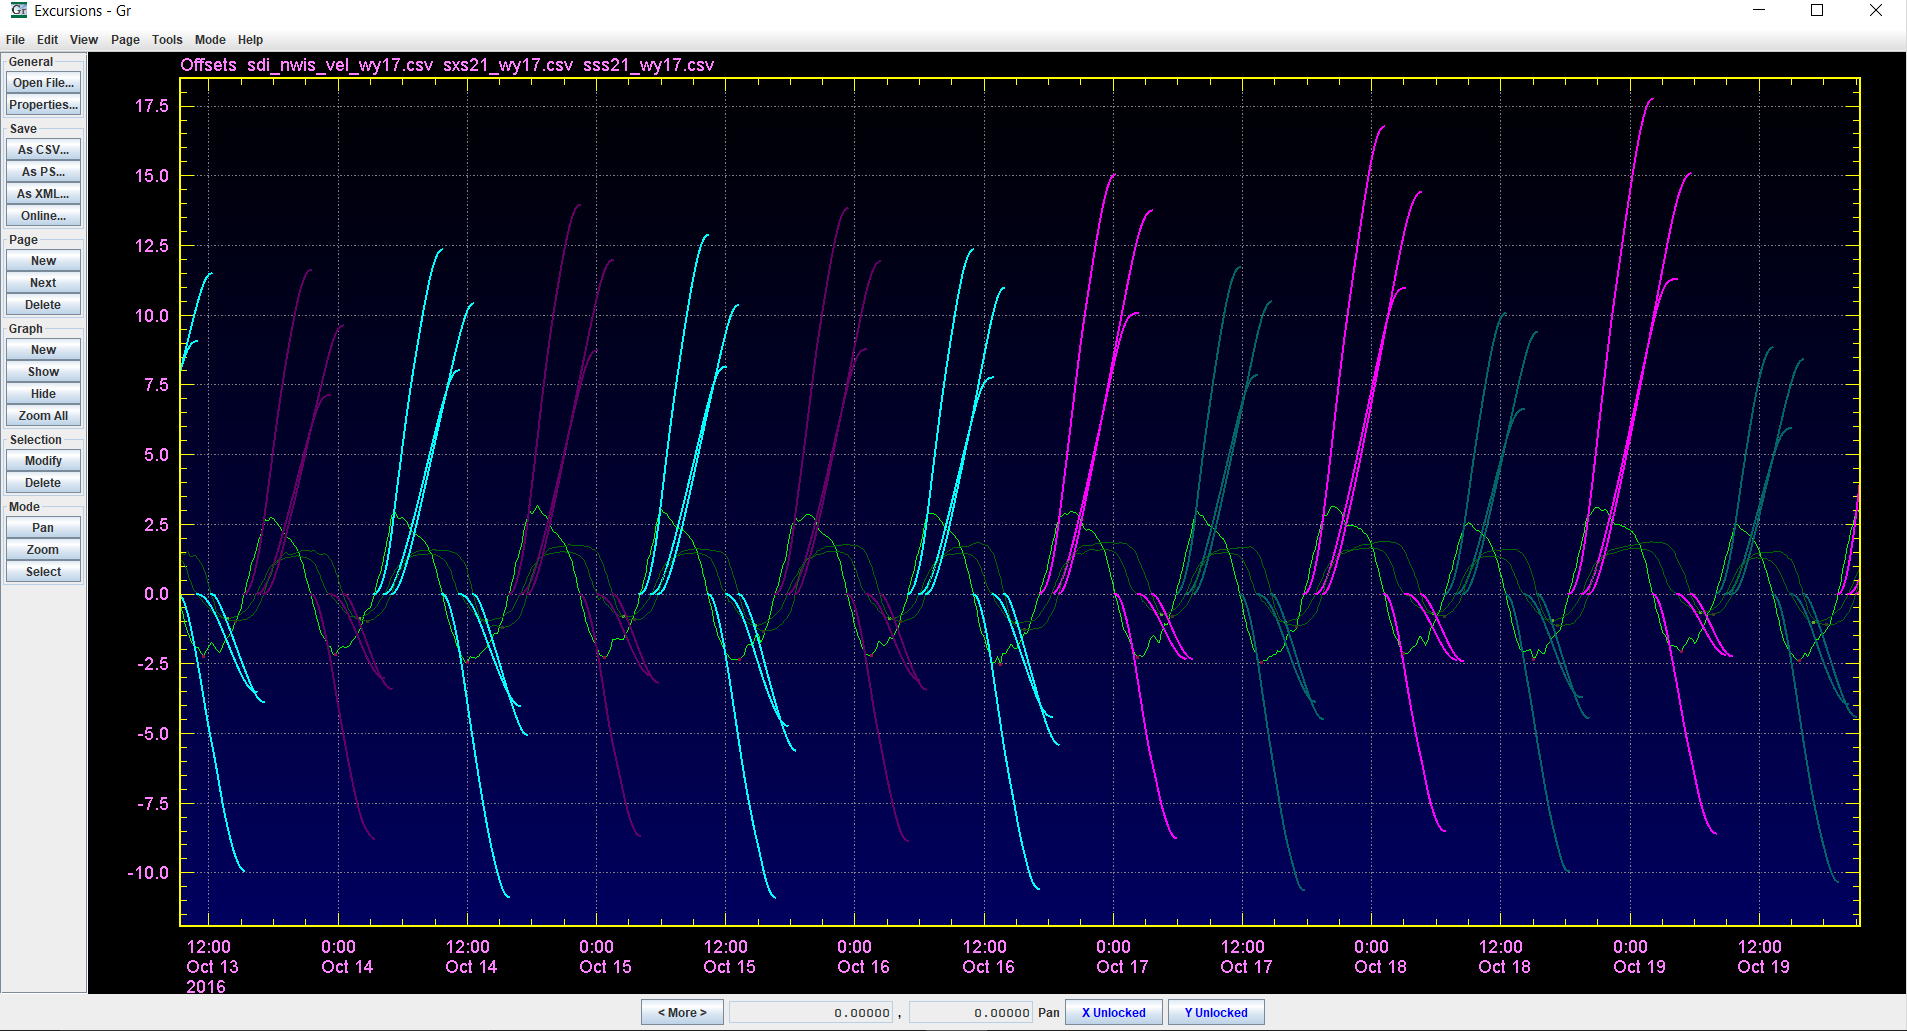 Gr Excursions - Gr
File Edit View Page Tools Mode Help
General
Open File...
Properties...
Save
As CSV...
As PS...
As XML...
Online...
Page
New
Next
Delete
Graph
New
Show
Hide
Zoom All
Selection
Modify
Delete
Mode
Pan
Zoom
Select
Offsets sdi_nwis_vel_wy17.csv sxs21_wy17.csv sss21_wy17.csv
17.5
15.0
12.5
10.0
7.5
5.0
2.5
0.0
-2.5
-5.0
-7.5
-10.0
12:00 0:00 12:00 0:00 12:00 0:00 12:00 0:00 12:00 0:00 12:00 0:00 12:00
Oct 13 Oct 14 Oct 14 Oct 15 Oct 15 Oct 16 Oct 16 Oct 17 Oct 17 Oct 18 Oct 18 Oct 19 Oct 19
2016
< More > 0.00000 , 0.00000 Pan X Unlocked Y Unlocked